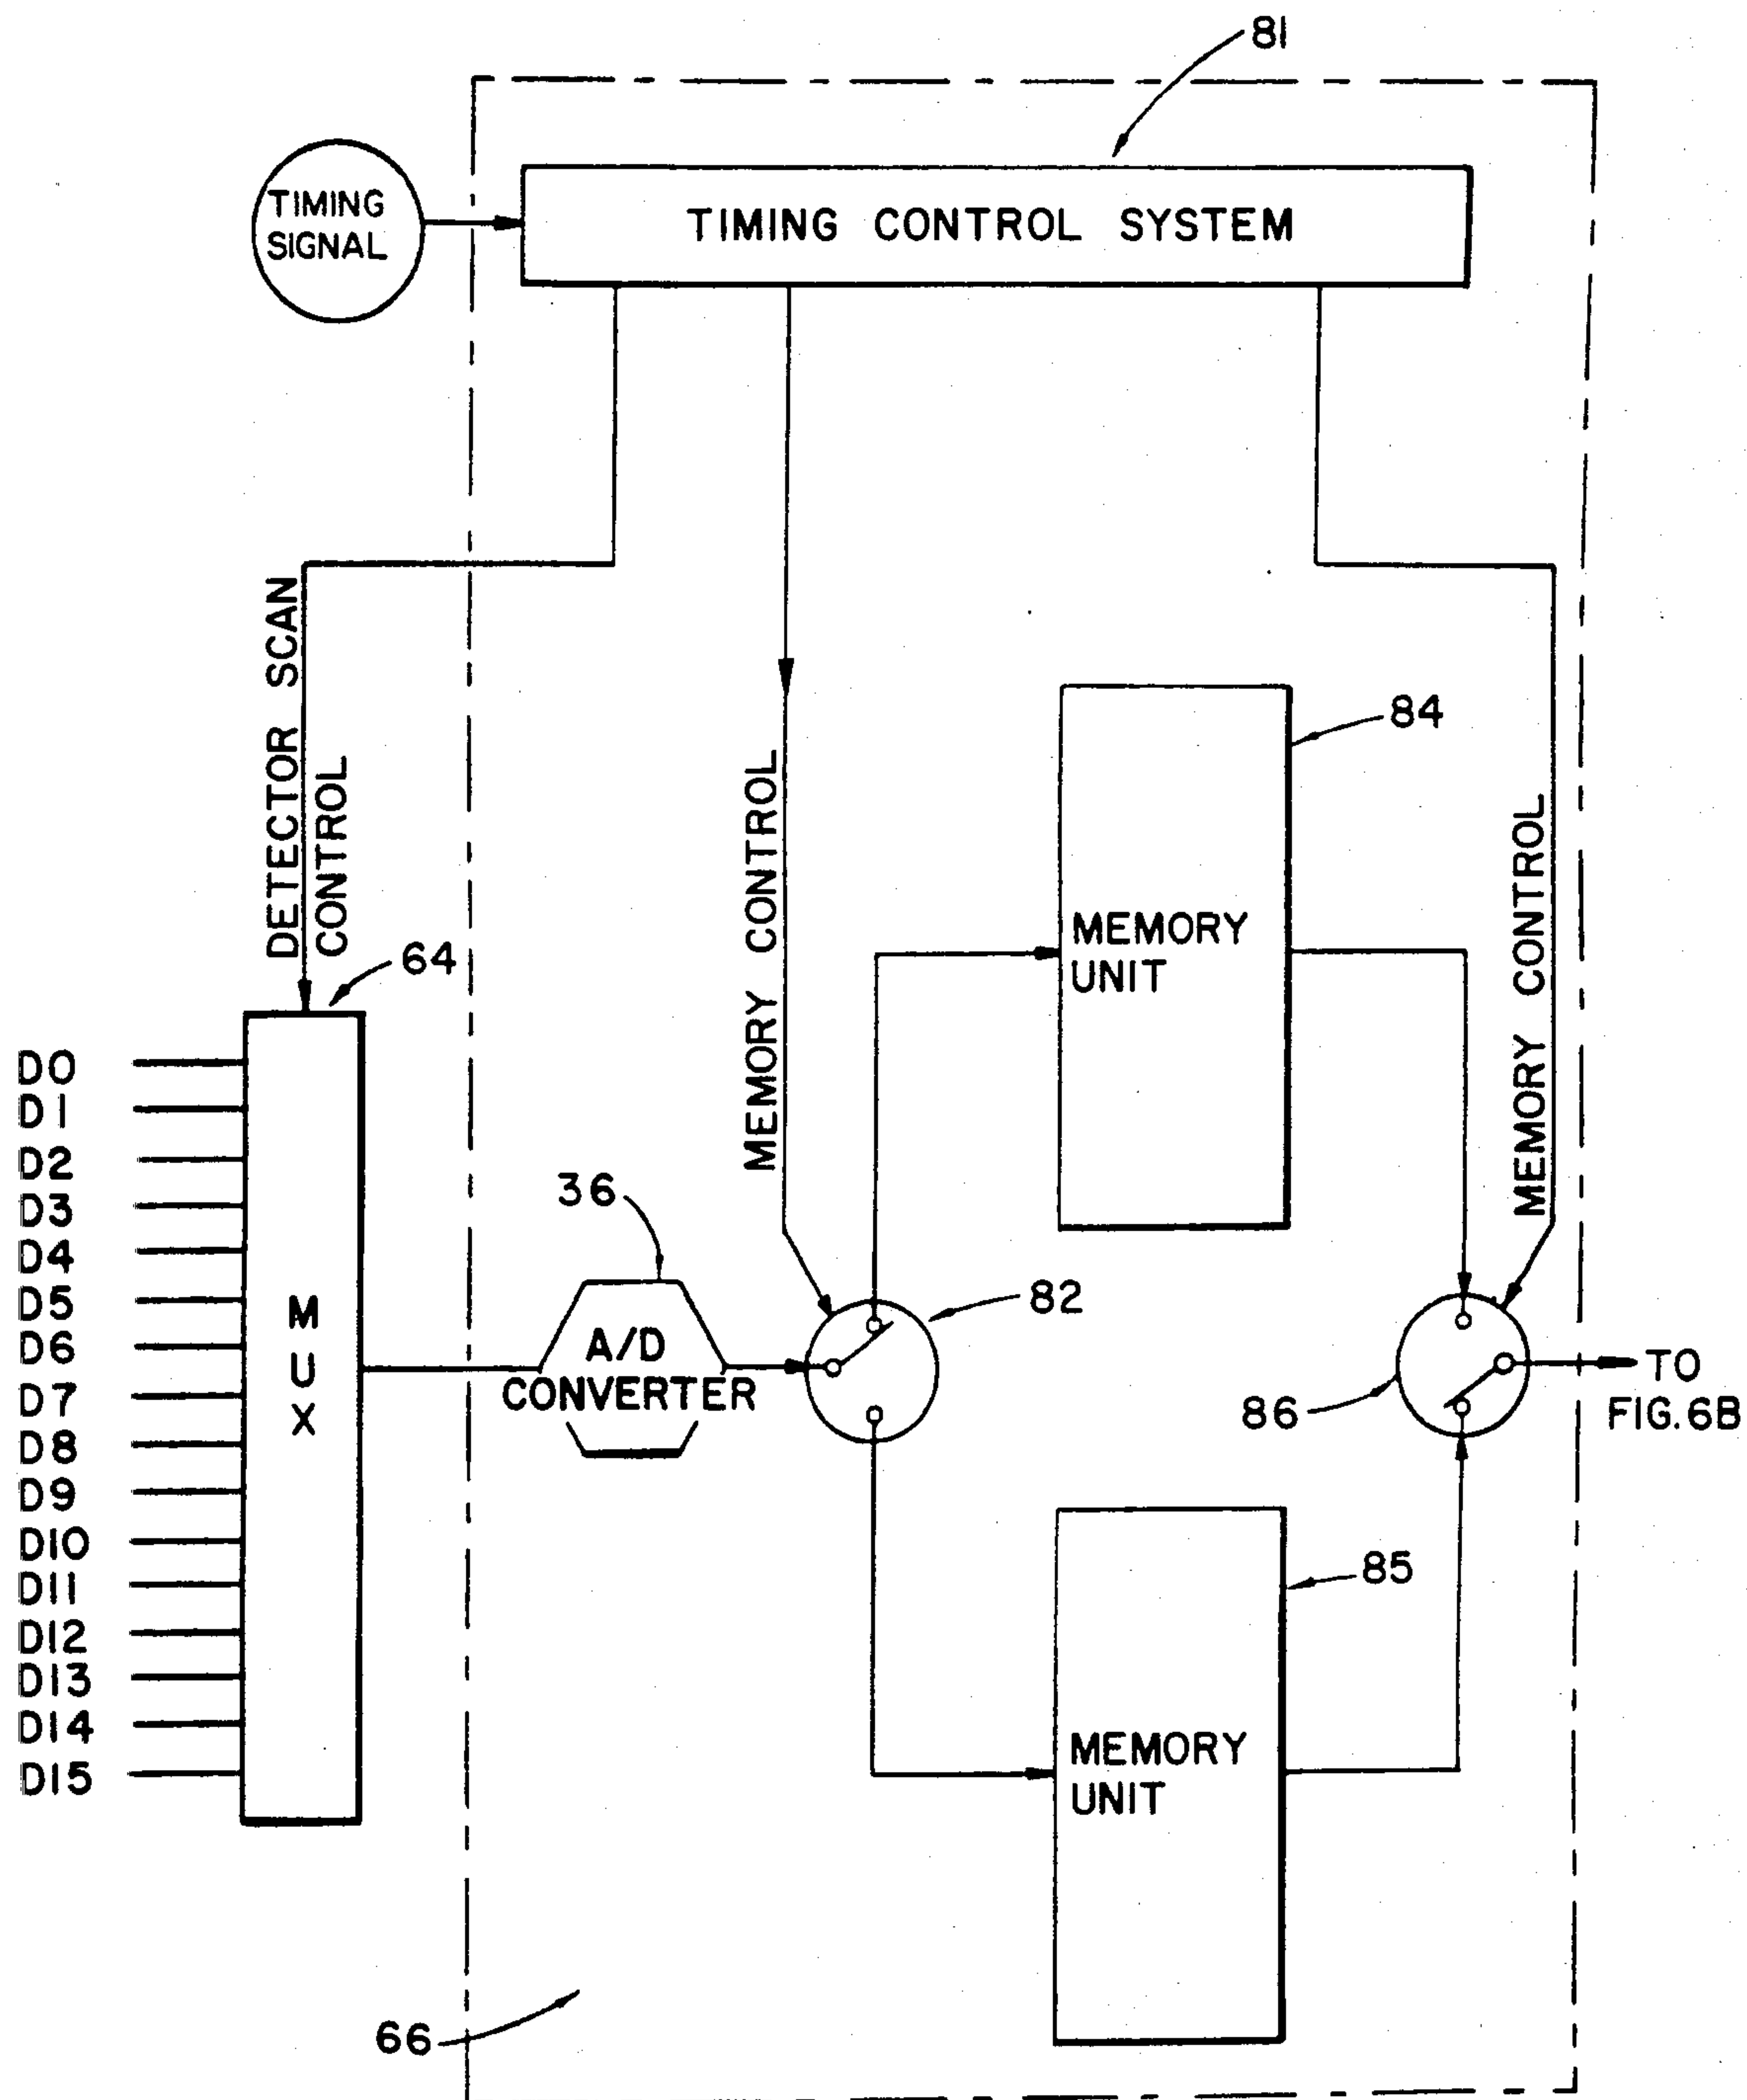 81
TIMING
SIGNAL
TIMING CONTROL SYSTEM
DETECTOR SCAN
CONTROL
MEMORY CONTROL
MEMORY CONTROL
84
MEMORY
UNIT
64
D0
D1
D2
D3
D4
D5
D6
D7
D8
D9
D10
D11
D12
D13
D14
D15
M
U
X
36
A/D
CONVERTER
82
86
TO
FIG.6B
85
MEMORY
UNIT
66